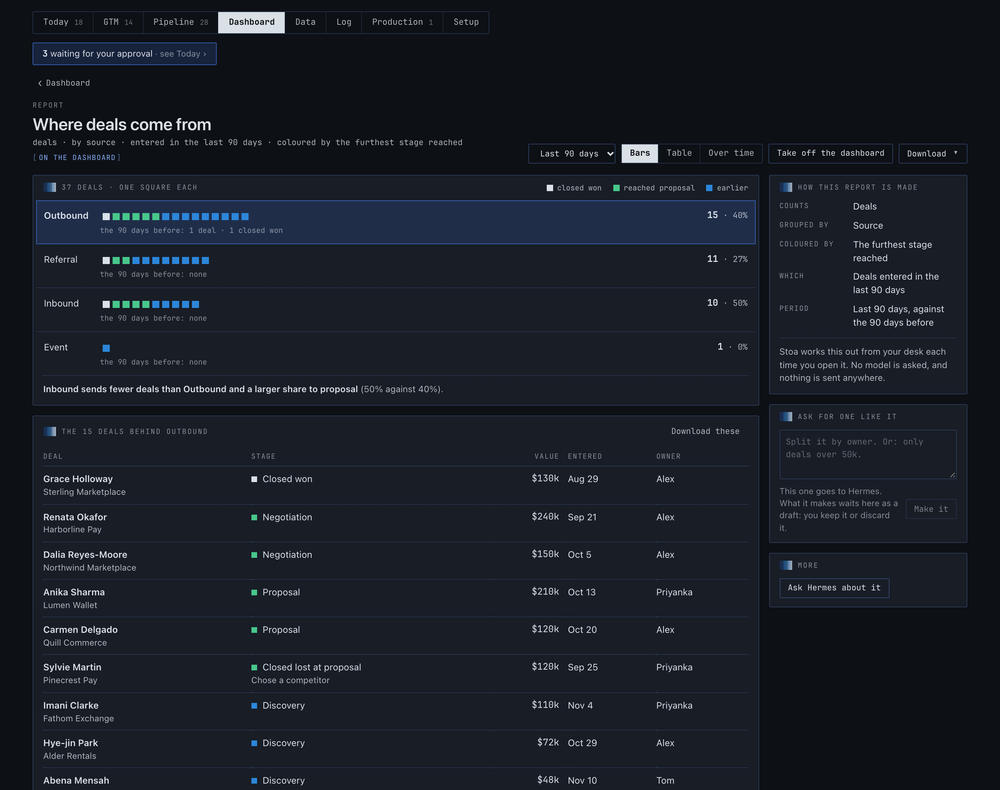 Today 18 GTM 14 Pipeline 28 Dashboard Data Log Production 1 Setup
3 waiting for your approval · see Today ›
‹ Dashboard
REPORT
Where deals come from
deals · by source · entered in the last 90 days · coloured by the furthest stage reached
[ON THE DASHBOARD]
Last 90 days Bars Table Over time Take off the dashboard Download
37 DEALS · ONE SQUARE EACH
closed won reached proposal earlier
Outbound 15 · 40%
the 90 days before: 1 deal · 1 closed won
Referral 11 · 27%
the 90 days before: none
Inbound 10 · 50%
the 90 days before: none
Event 1 · 0%
the 90 days before: none
Inbound sends fewer deals than Outbound and a larger share to proposal (50% against 40%).
THE 15 DEALS BEHIND OUTBOUND Download these
DEAL STAGE VALUE ENTERED OWNER
Grace Holloway Closed won $130k Aug 29 Alex
Sterling Marketplace
Renata Okafor Negotiation $240k Sep 21 Alex
Harborline Pay
Dalia Reyes-Moore Negotiation $150k Oct 5 Alex
Northwind Marketplace
Anika Sharma Proposal $210k Oct 13 Priyanka
Lumen Wallet
Carmen Delgado Proposal $120k Oct 20 Alex
Quill Commerce
Sylvie Martin Closed lost at proposal $120k Sep 25 Priyanka
Pinecrest Pay Chose a competitor
Imani Clarke Discovery $110k Nov 4 Priyanka
Fathom Exchange
Hye-jin Park Discovery $72k Oct 29 Alex
Alder Rentals
Abena Mensah Discovery $48k Nov 10 Tom
HOW THIS REPORT IS MADE
COUNTS Deals
GROUPED BY Source
COLOURED BY The furthest stage
reached
WHICH Deals entered in the
last 90 days
PERIOD Last 90 days, against
the 90 days before
Stoa works this out from your desk each
time you open it. No model is asked, and
nothing is sent anywhere.
ASK FOR ONE LIKE IT
Split it by owner. Or: only
deals over 50k.
This one goes to Hermes.
What it makes waits here as a
draft: you keep it or discard
it.
Make it
MORE
Ask Hermes about it